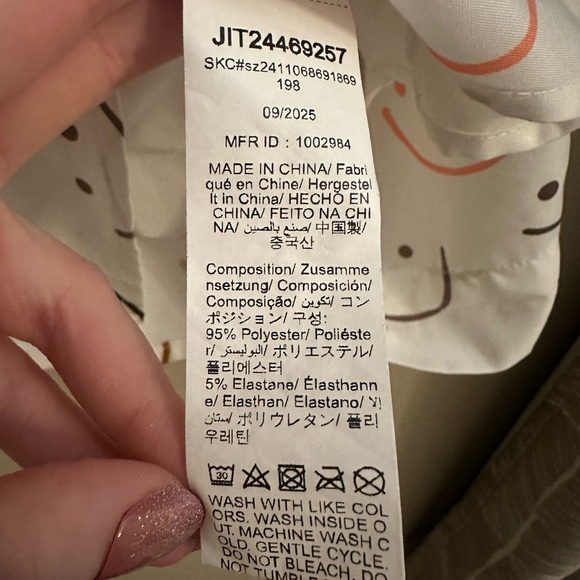 JIT24469257
SKC#sz2411068691869
198
09/2025
MFR ID : 1002984
MADE IN CHINA/ Fabri
qué en Chine/ Hergestel
lt in China/ HECHO EN
CHINA/ FEITO NA CHI
NA/ صنع بالصين/ 中国製/
중국산
Composition/ Zusamme
nsetzung/ Composición/
Composição/ تكوين/ コン
ポジション/ 구성:
95% Polyester/ Polieste
r/ البوليستر/ ポリエステル/
폴리에스터
5% Elastane/ Élasthann
e/ Elasthan/ Elastano/ الإ
ستان/ ポリウレタン/ 폴리
우레탄
30
WASH WITH LIKE COL
ORS. WASH INSIDE O
UT. MACHINE WASH C
OLD, GENTLE CYCLE.
DO NOT BLEACH. DO
NOT TUMBLE